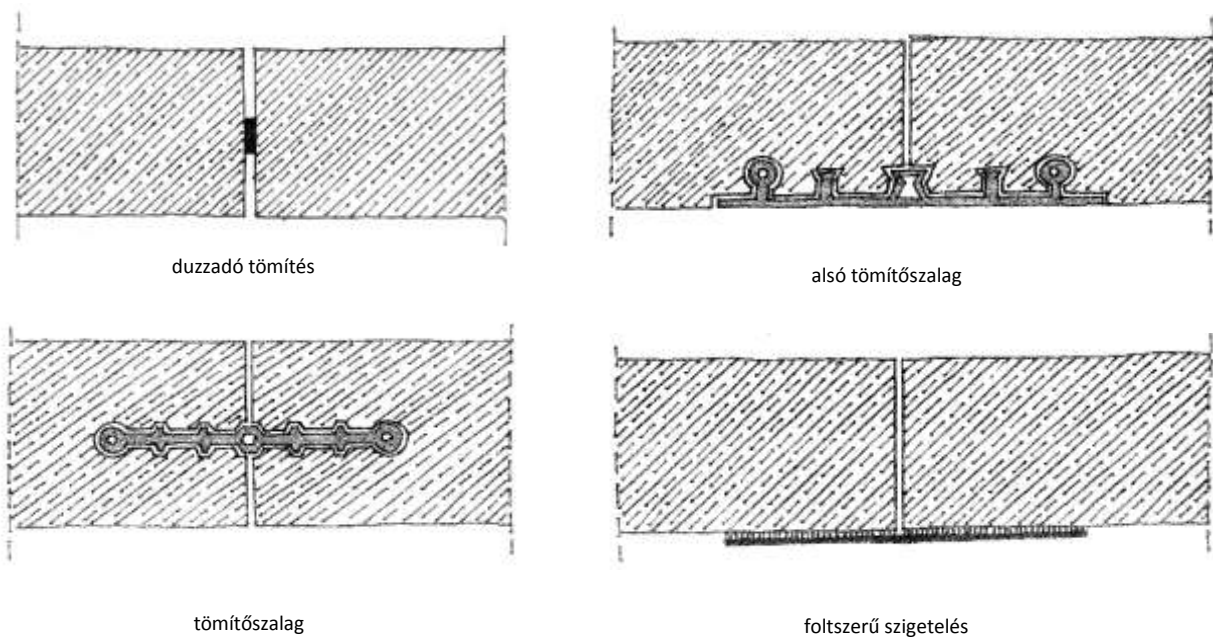 duzzadó tömítés
alsó tömítőszalag
tömítőszalag
foltszerű szigetelés